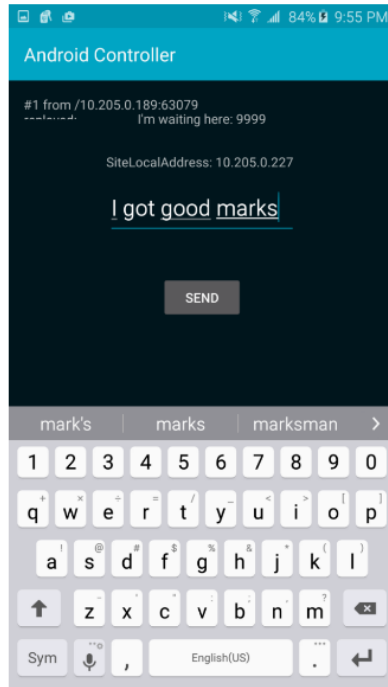 84% 9:55 PM
Android Controller
#1 from /10.205.0.189:63079
I'm waiting here: 9999
SiteLocalAddress: 10.205.0.227
I got good marks
SEND
mark's marks marksman >
1 2 3 4 5 6 7 8 9 0
q w e r t y u i o p
a s d f g h j k l
z x c v b n m
Sym , English(US) .